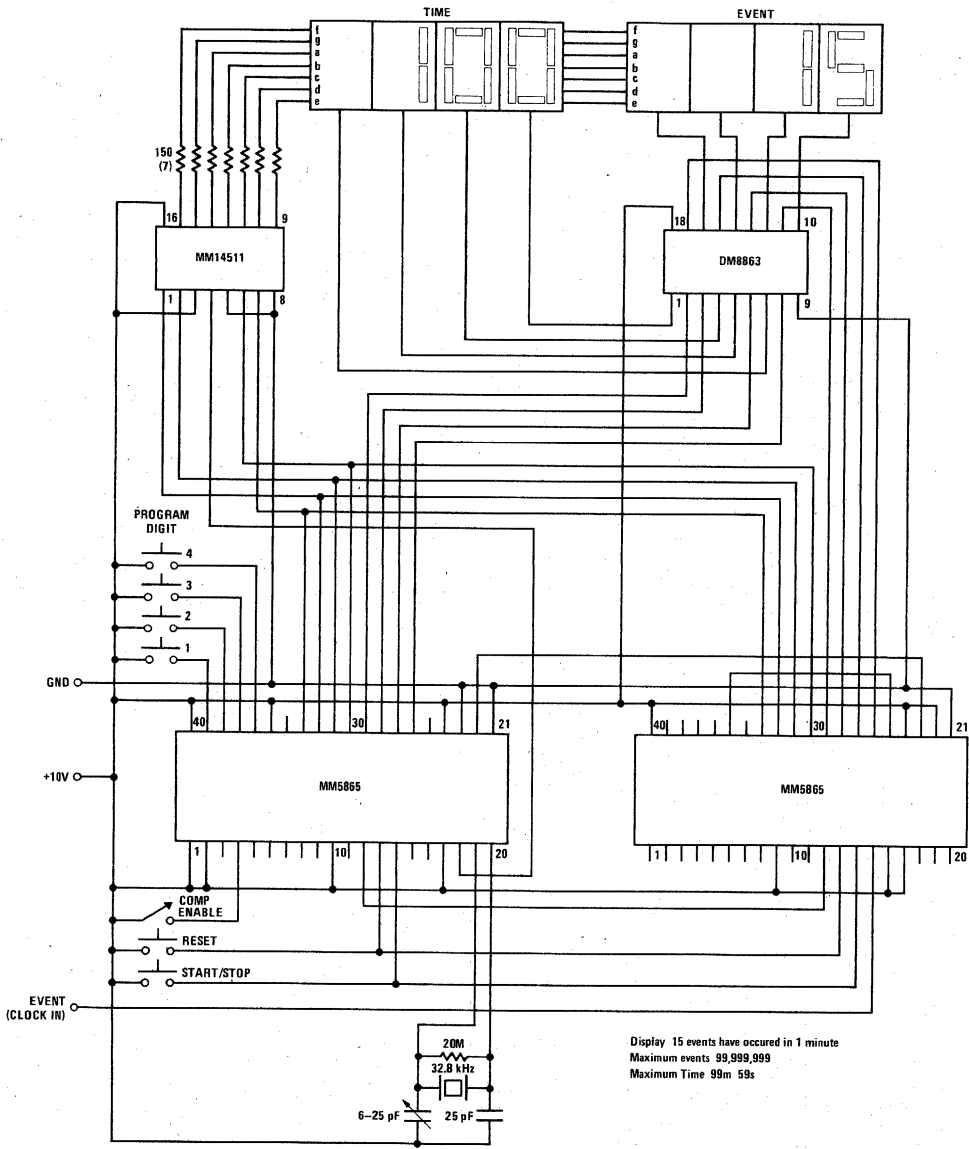 TIME
EVENT
f
g
a
b
c
d
e
f
g
a
b
c
d
e
150
(7)
16
9
MM14511
1
8
18
10
DM8863
1
9
PROGRAM
DIGIT
4
3
2
1
GND
40
30
21
40
30
21
+10V
MM5865
MM5865
1
10
20
1
10
20
COMP
ENABLE
RESET
START/STOP
EVENT
(CLOCK IN)
20M
32.8 kHz
6–25 pF
25 pF
Display 15 events have occured in 1 minute
Maximum events 99,999,999
Maximum Time 99m 59s